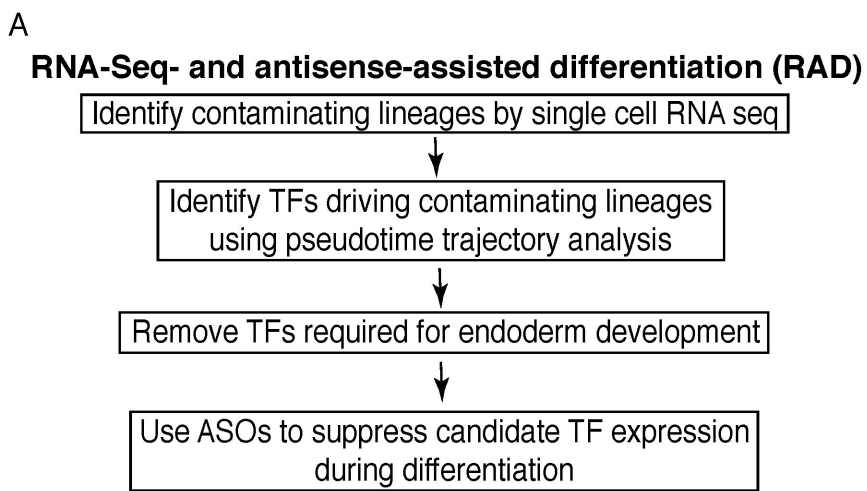 A
RNA-Seq- and antisense-assisted differentiation (RAD)
Identify contaminating lineages by single cell RNA seq
Identify TFs driving contaminating lineages
using pseudotime trajectory analysis
Remove TFs required for endoderm development
Use ASOs to suppress candidate TF expression
during differentiation